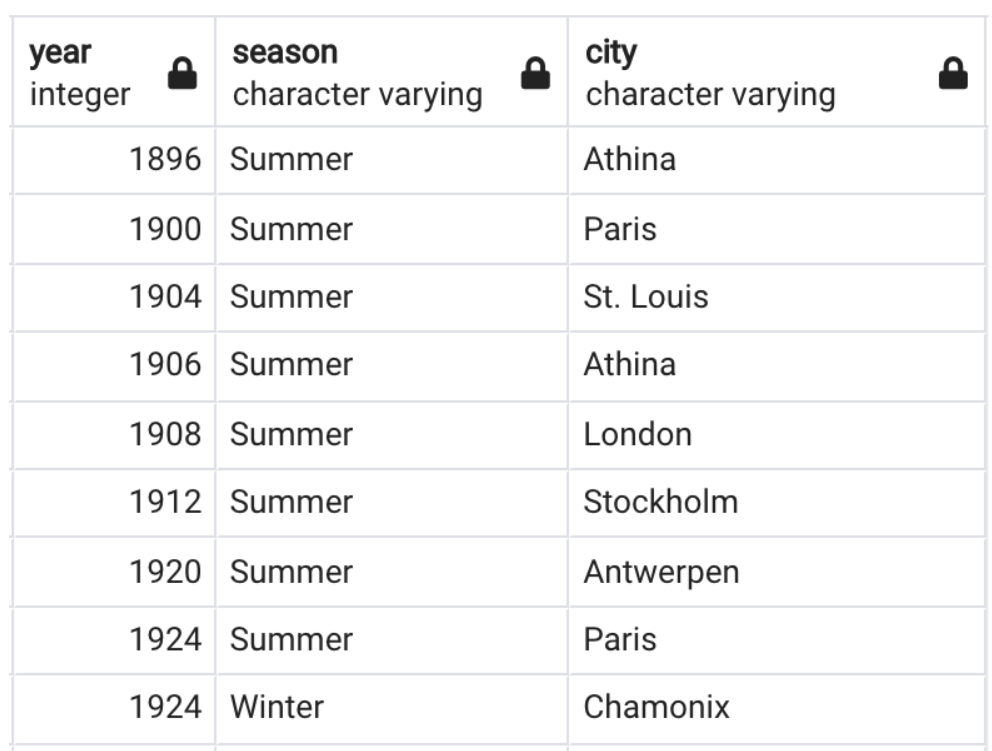 year season city
integer character varying character varying
1896 Summer Athina
1900 Summer Paris
1904 Summer St. Louis
1906 Summer Athina
1908 Summer London
1912 Summer Stockholm
1920 Summer Antwerpen
1924 Summer Paris
1924 Winter Chamonix